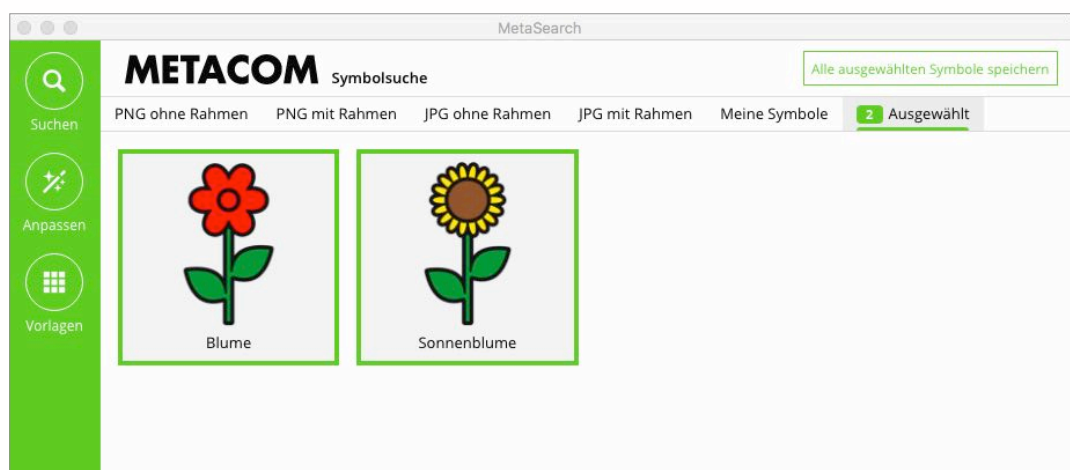 MetaSearch
METACOM Symbolsuche
Alle ausgewählten Symbole speichern
Suchen
PNG ohne Rahmen PNG mit Rahmen JPG ohne Rahmen JPG mit Rahmen Meine Symbole 2 Ausgewählt
Anpassen
Vorlagen
Blume Sonnenblume